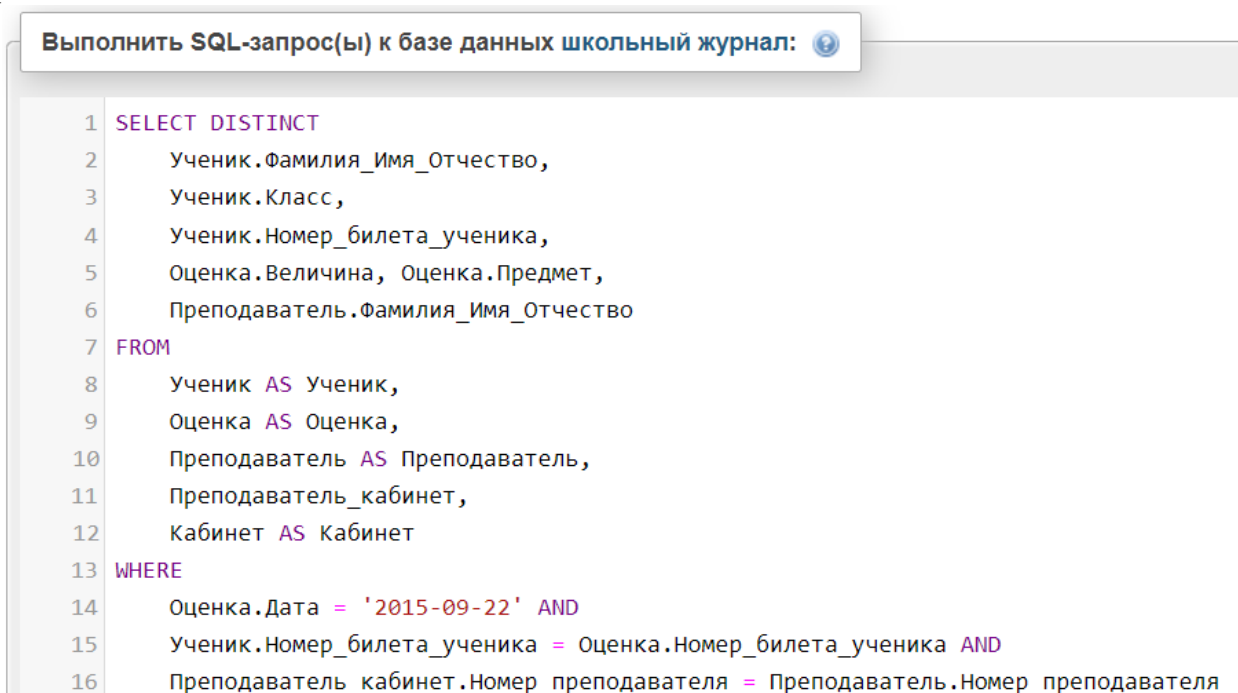 Выполнить SQL-запрос(ы) к базе данных школьный журнал:
1 SELECT DISTINCT
2 Ученик.Фамилия_Имя_Отчество,
3 Ученик.Класс,
4 Ученик.Номер_билета_ученика,
5 Оценка.Величина, Оценка.Предмет,
6 Преподаватель.Фамилия_Имя_Отчество
7 FROM
8 Ученик AS Ученик,
9 Оценка AS Оценка,
10 Преподаватель AS Преподаватель,
11 Преподаватель_кабинет,
12 Кабинет AS Кабинет
13 WHERE
14 Оценка.Дата = '2015-09-22' AND
15 Ученик.Номер_билета_ученика = Оценка.Номер_билета_ученика AND
16 Преподаватель_кабинет.Номер_преподавателя = Преподаватель.Номер_преподавателя